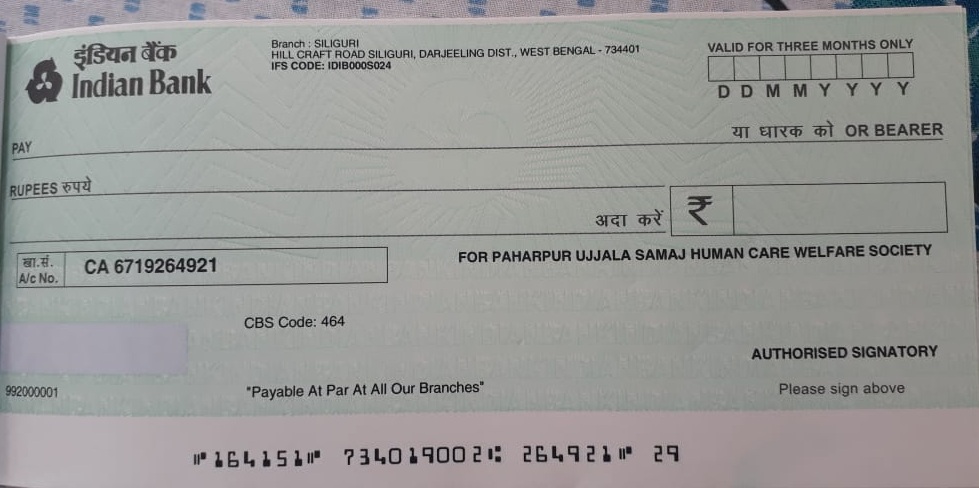 इंडियन बैंक
Indian Bank
Branch : SILIGURI
HILL CRAFT ROAD SILIGURI, DARJEELING DIST., WEST BENGAL - 734401
IFS CODE: IDIB000S024
VALID FOR THREE MONTHS ONLY
D D M M Y Y Y Y
PAY
या धारक को OR BEARER
RUPEES रुपये
अदा करें ₹
खा.सं.
A/c No. CA 6719264921
FOR PAHARPUR UJJALA SAMAJ HUMAN CARE WELFARE SOCIETY
CBS Code: 464
AUTHORISED SIGNATORY
992000001
"Payable At Par At All Our Branches"
Please sign above
⑈164151⑈ 734019002⑆ 264921⑈ 29